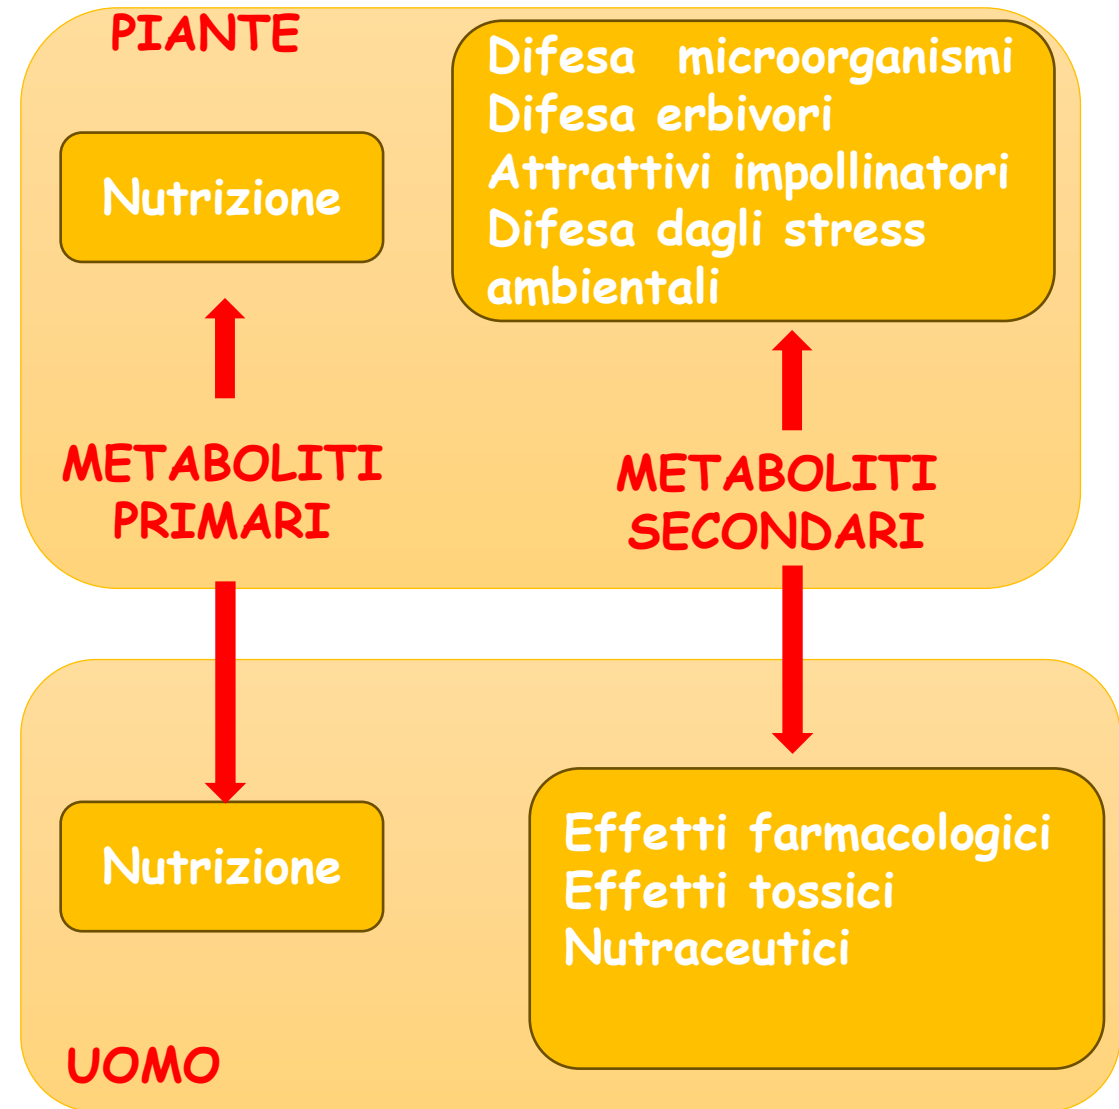 PIANTE
Nutrizione
Difesa microorganismi
Difesa erbivori
Attrattivi impollinatori
Difesa dagli stress
ambientali
METABOLITI
PRIMARI
METABOLITI
SECONDARI
Nutrizione
Effetti farmacologici
Effetti tossici
Nutraceutici
UOMO